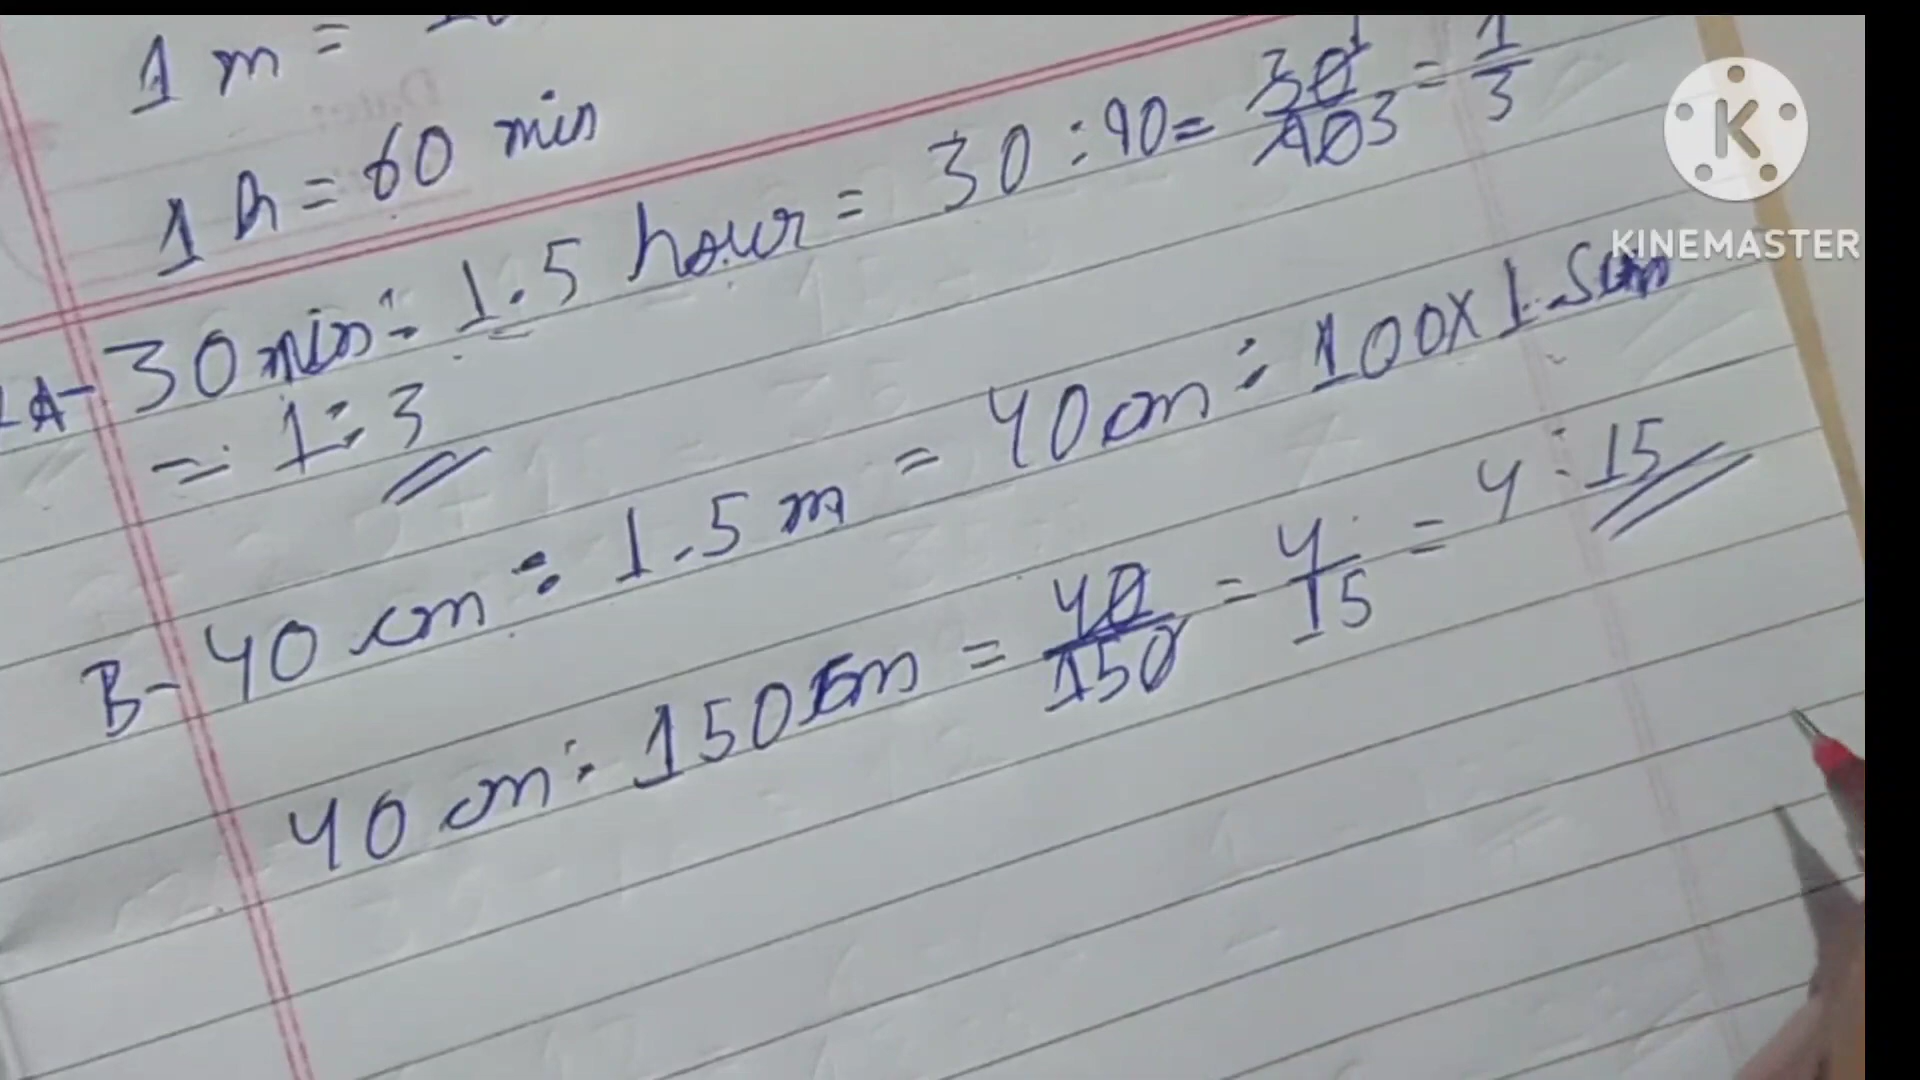 1 m =
1 h = 60 min
A- 30 min : 1.5 hour = 30 : 90 = 30/90 = 1/3
= 1 : 3
B- 40 cm : 1.5 m = 40 cm : 100 x 1.5 cm
40 cm : 150 cm = 40/150 = 4/15 = 4 : 15
KINEMASTER